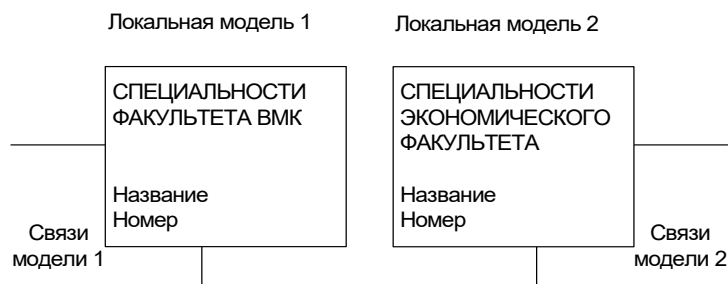 Локальная модель 1
Локальная модель 2
СПЕЦИАЛЬНОСТИ
ФАКУЛЬТЕТА ВМК
Название
Номер
СПЕЦИАЛЬНОСТИ
ЭКОНОМИЧЕСКОГО
ФАКУЛЬТЕТА
Название
Номер
Связи
модели 1
Связи
модели 2